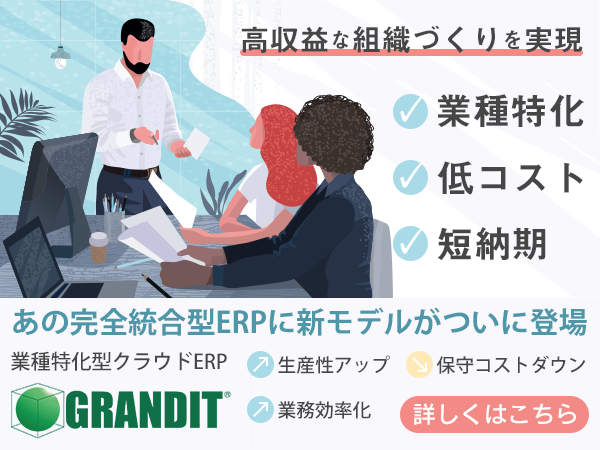 高収益な組織づくりを実現
業種特化
低コスト
短納期
あの完全統合型ERPに新モデルがついに登場
業種特化型クラウドERP
生産性アップ
保守コストダウン
GRANDIT®
業務効率化
詳しくはこちら